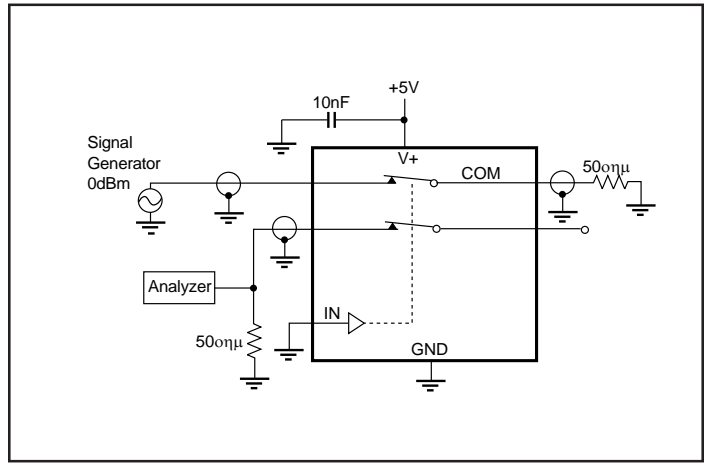 +5V
10nF
Signal
Generator
0dBm
V+
COM
50οημ
Analyzer
IN
50οημ
GND